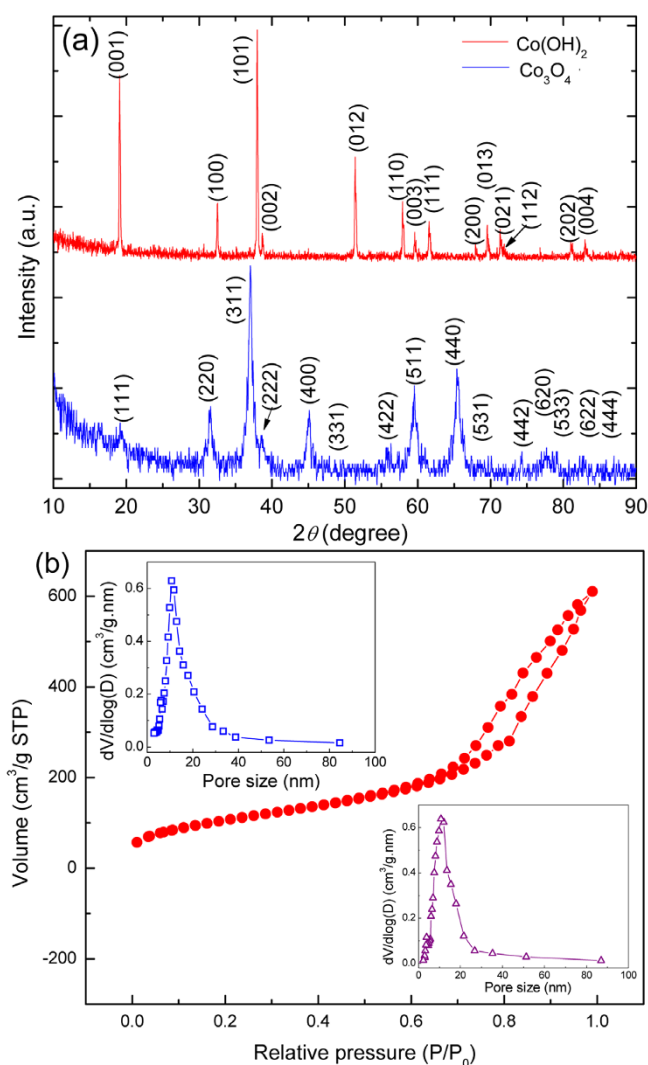 (a)
Co(OH)₂
Co₃O₄
(001)
(100)
(101)
(002)
(012)
(110)
(003)
(111)
(200)
(013)
(021)
(112)
(202)
(004)
(111)
(220)
(311)
(222)
(400)
(331)
(422)
(511)
(440)
(531)
(442)
(620)
(533)
(622)
(444)
Intensity (a.u.)
10 20 30 40 50 60 70 80 90
2θ (degree)
(b)
600
400
200
0
-200
Volume (cm³/g STP)
0.0 0.2 0.4 0.6 0.8 1.0
Relative pressure (P/P₀)
dV/dlog(D) (cm³/g.nm)
0.6
0.4
0.2
0.0
0 20 40 60 80 100
Pore size (nm)
dV/dlog(D) (cm³/g.nm)
0.6
0.4
0.2
0.0
0 20 40 60 80 100
Pore size (nm)